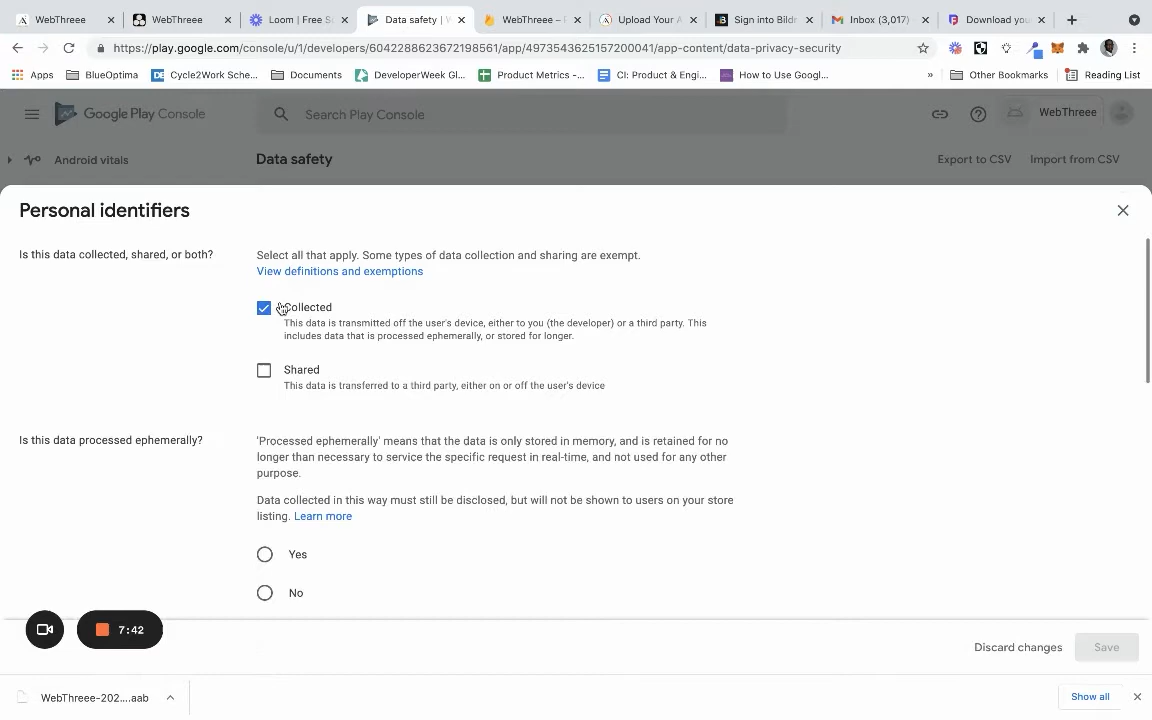 WebThreee
WebThreee
Loom | Free S
Data safety | W
WebThreee –
Upload Your A
Sign into Bildr
Inbox (3,017)
Download you
https://play.google.com/console/u/1/developers/6042288623672198561/app/4973543625157200041/app-content/data-privacy-security
Apps
BlueOptima
Cycle2Work Sche...
Documents
DeveloperWeek Gl...
Product Metrics -...
CI: Product & Engi...
How to Use Googl...
»
Other Bookmarks
Reading List
Google Play Console
Search Play Console
WebThreee
Android vitals
Data safety
Export to CSV
Import from CSV
Personal identifiers
Is this data collected, shared, or both?
Select all that apply. Some types of data collection and sharing are exempt.
View definitions and exemptions
Collected
This data is transmitted off the user's device, either to you (the developer) or a third party. This
includes data that is processed ephemerally, or stored for longer.
Shared
This data is transferred to a third party, either on or off the user's device
Is this data processed ephemerally?
'Processed ephemerally' means that the data is only stored in memory, and is retained for no
longer than necessary to service the specific request in real-time, and not used for any other
purpose.
Data collected in this way must still be disclosed, but will not be shown to users on your store
listing. Learn more
Yes
No
7:42
Discard changes
Save
WebThreee-202....aab
Show all